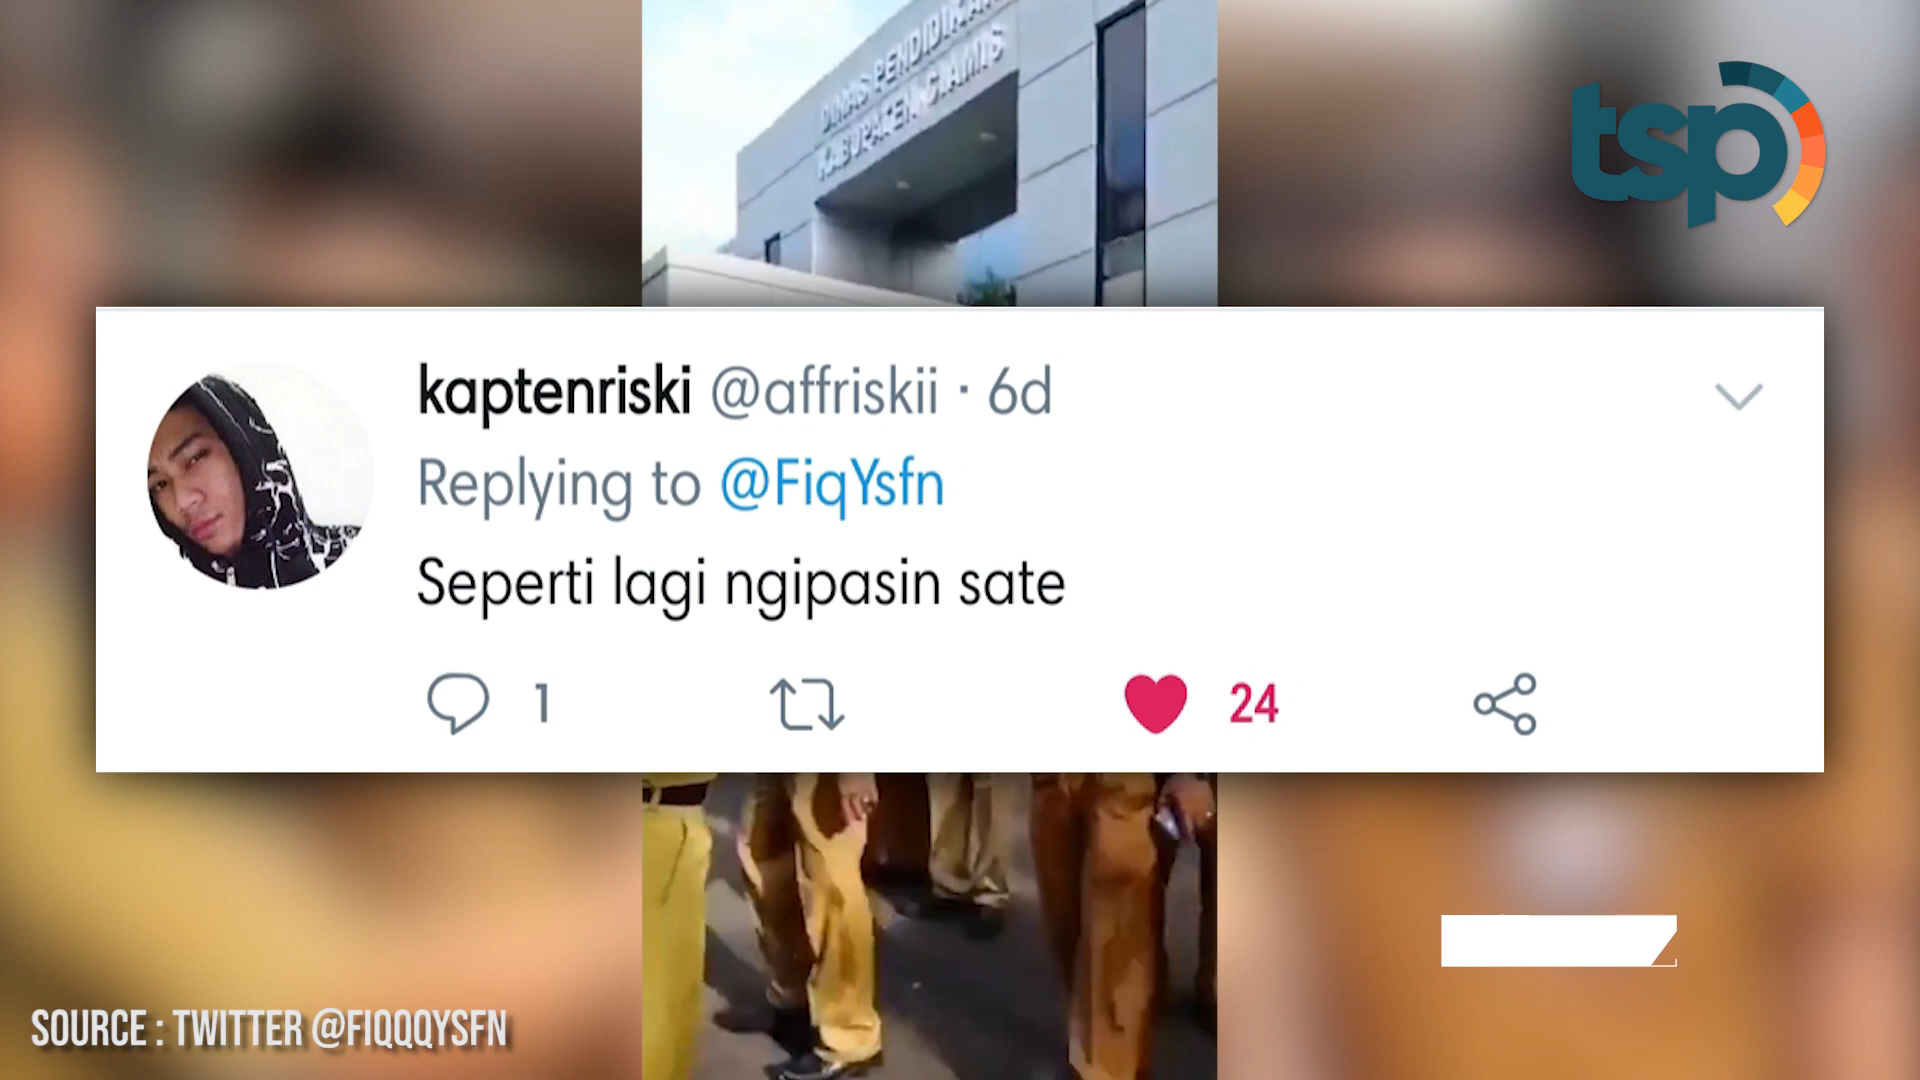 DINAS PENDIDIKAN
KABUPATEN CIAMIS
tsp
kaptenriski @affriskii · 6d
Replying to @FiqYsfn
Seperti lagi ngipasin sate
1
24
SOURCE : TWITTER @FIQQQYSFN